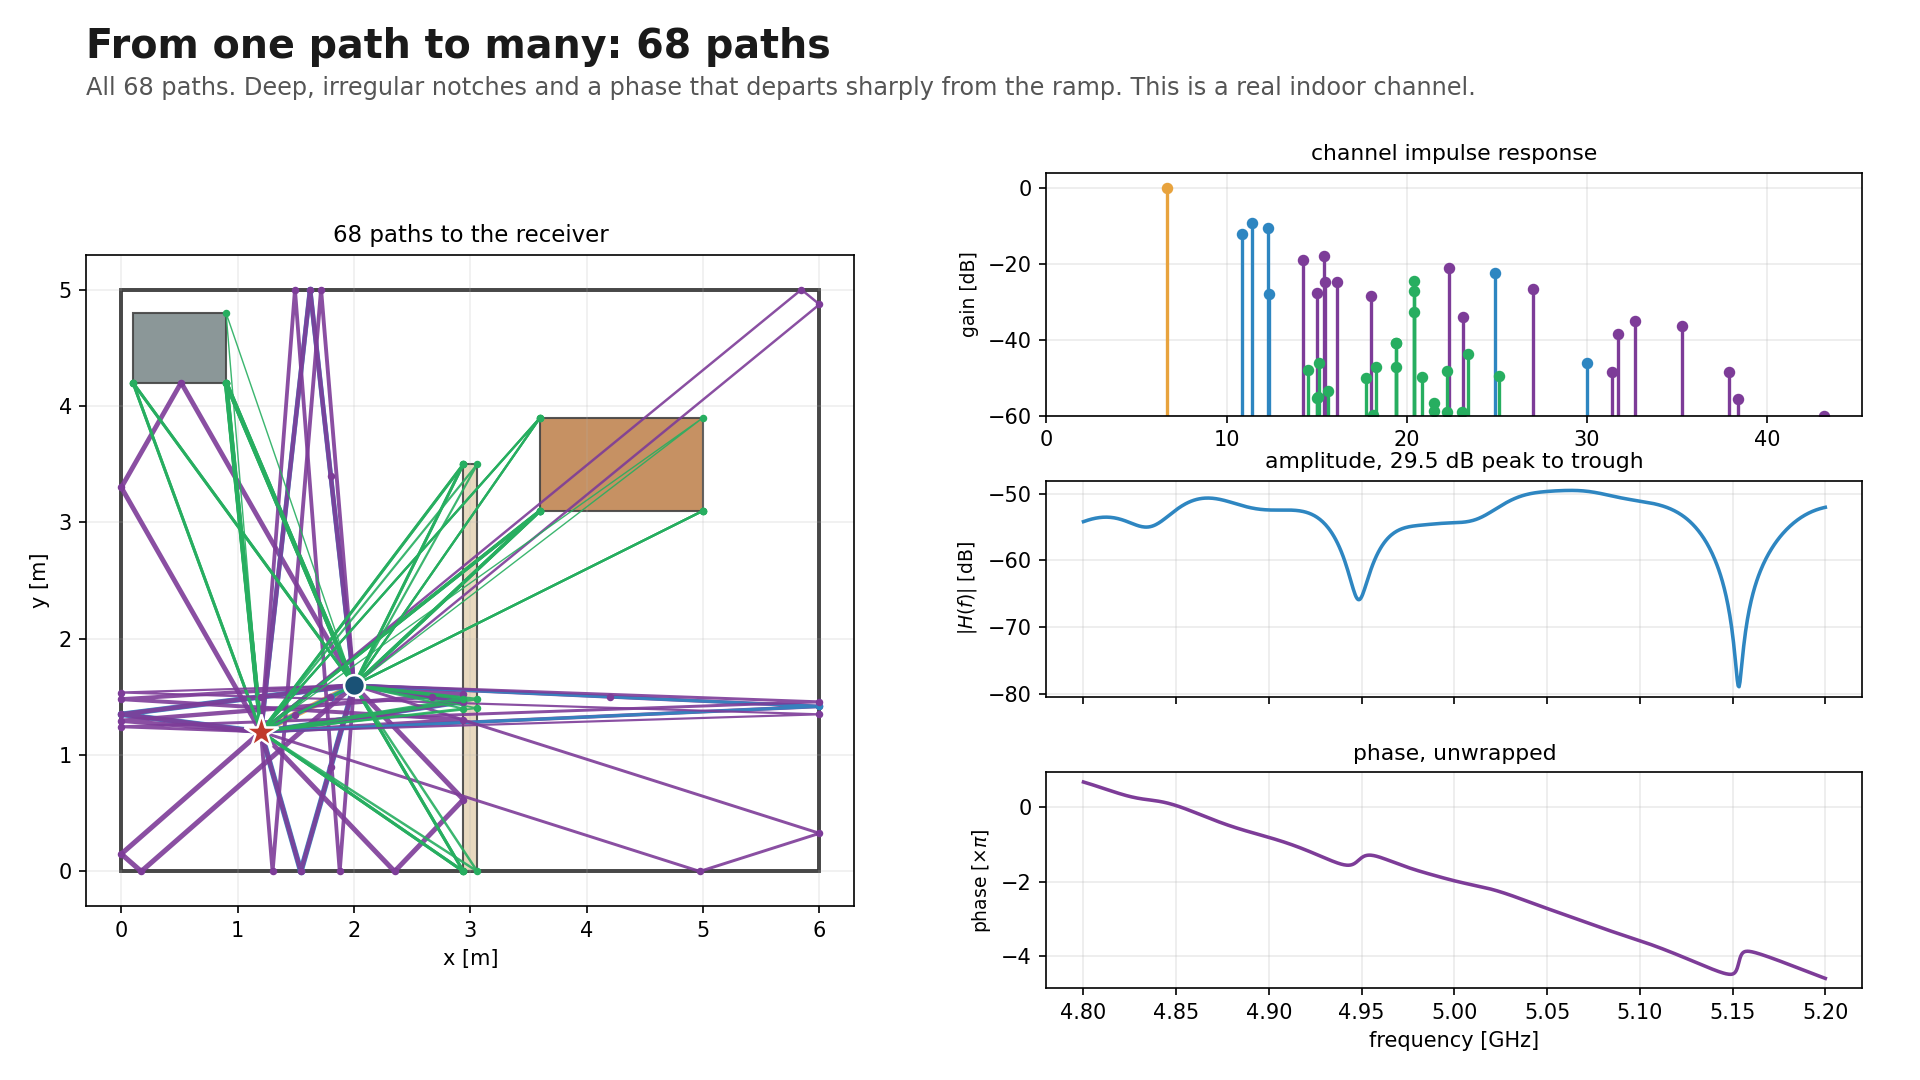 From one path to many: 68 paths
All 68 paths. Deep, irregular notches and a phase that departs sharply from the ramp. This is a real indoor channel.
68 paths to the receiver
5
4
3
2
1
0
y [m]
0 1 2 3 4 5 6
x [m]
channel impulse response
0
−20
−40
−60
gain [dB]
0 10 20 30 40
amplitude, 29.5 dB peak to trough
−50
−60
−70
−80
|H(f)| [dB]
phase, unwrapped
0
−2
−4
phase [×π]
4.80 4.85 4.90 4.95 5.00 5.05 5.10 5.15 5.20
frequency [GHz]